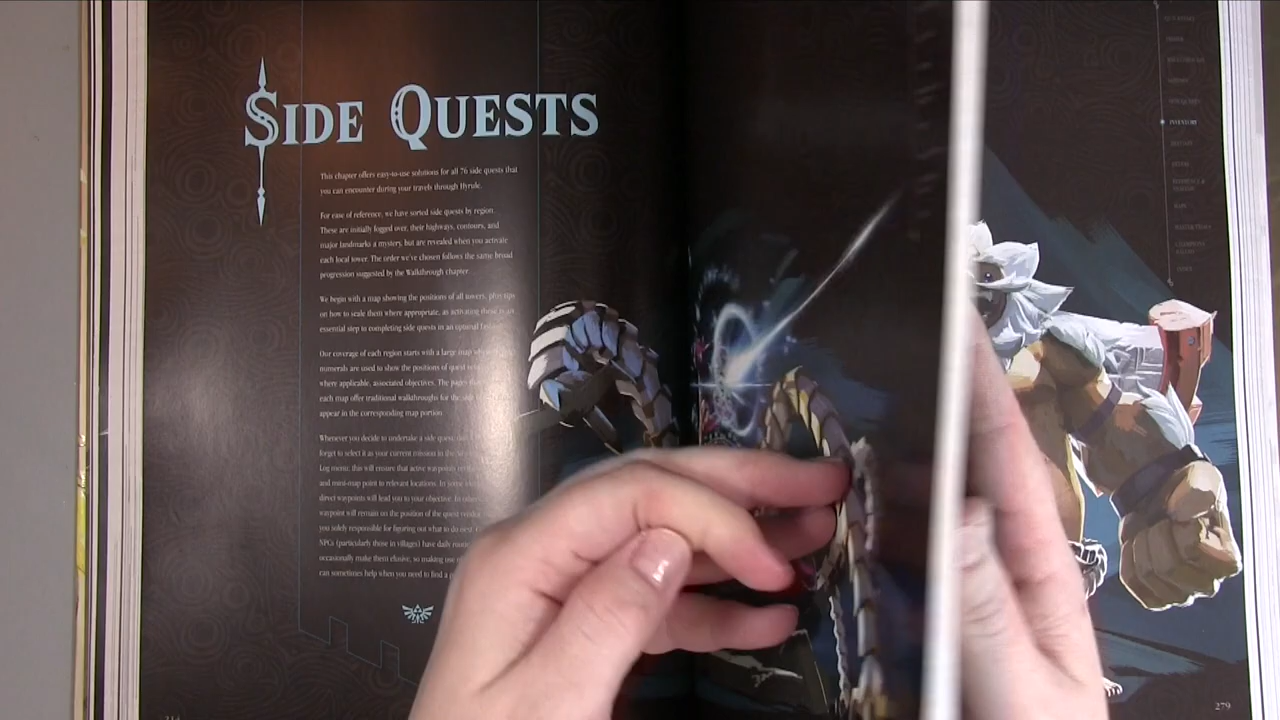 SIDE QUESTS
This chapter offers easy-to-use solutions for all 76 side quests that
you can encounter during your travels through Hyrule.
For ease of reference, we have sorted side quests by region.
These are initially fogged over, their highways, contours, and
major landmarks a mystery, but are revealed when you activate
each local tower. The order we've chosen follows the same broad
progression suggested by the Walkthrough chapter.
We begin with a map showing the positions of all towers, plus tips
on how to scale them where appropriate, as activating these is an
essential step to completing side quests in an optimal
Our coverage of each region starts with a large map
numerals are used to show the positions of quest
where applicable, associated objectives. The pages
each map offer traditional walkthroughs for the side
appear in the corresponding map portion.
Whenever you decide to undertake a side quest,
forget to select it as your current mission in the
Log menu; this will ensure that active waypoints on the
and mini-map point to relevant locations. In some
direct waypoints will lead you to your objective. In other
waypoint will remain on the position of the quest vendor
you solely responsible for figuring out what to do next.
NPCs (particularly those in villages) have daily
occasionally make them elusive, so making use
can sometimes help when you need to find a
INVENTORY
279